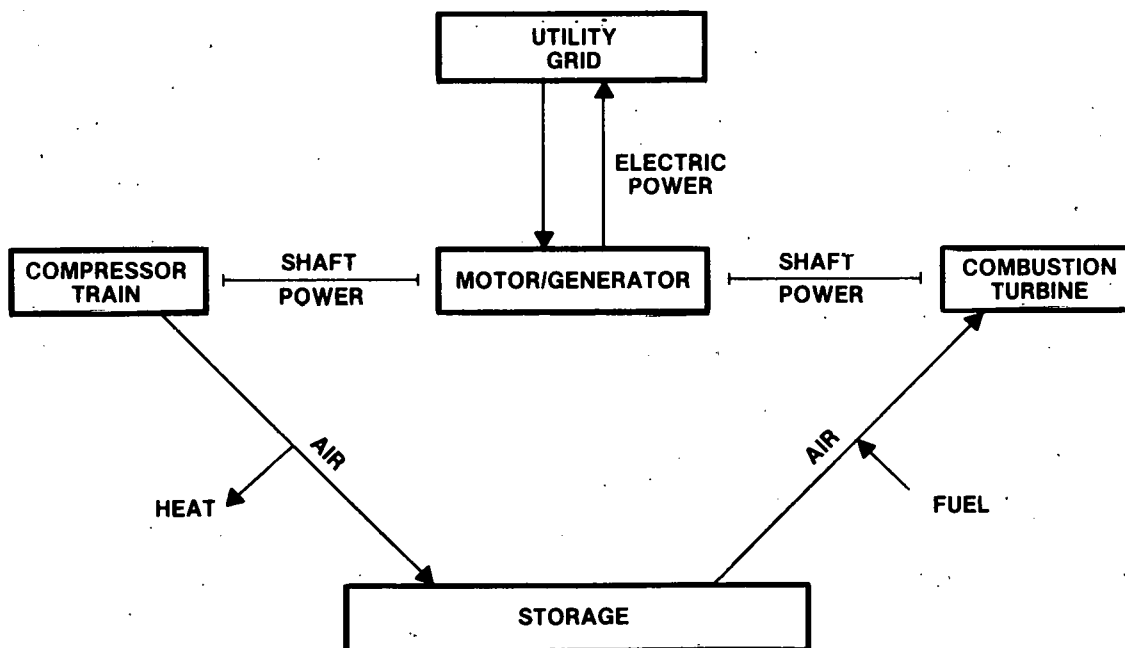 UTILITY
GRID
ELECTRIC
POWER
COMPRESSOR
TRAIN
SHAFT
POWER
MOTOR/GENERATOR
SHAFT
POWER
COMBUSTION
TURBINE
AIR
HEAT
AIR
FUEL
STORAGE